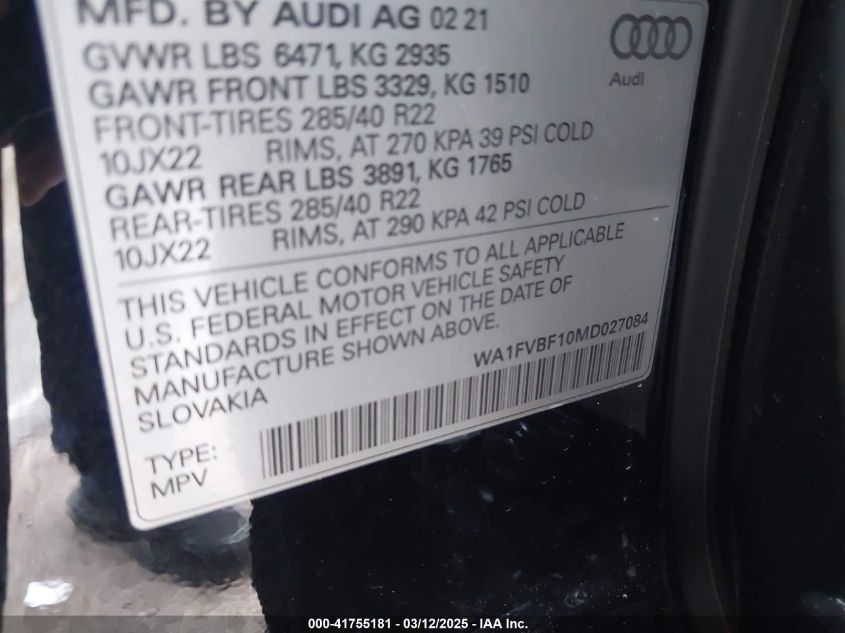 MFD. BY AUDI AG 02 21
GVWR LBS 6471, KG 2935
GAWR FRONT LBS 3329, KG 1510
FRONT-TIRES 285/40 R22
10JX22 RIMS, AT 270 KPA 39 PSI COLD
GAWR REAR LBS 3891, KG 1765
REAR-TIRES 285/40 R22
10JX22 RIMS, AT 290 KPA 42 PSI COLD
Audi
THIS VEHICLE CONFORMS TO ALL APPLICABLE
U.S. FEDERAL MOTOR VEHICLE SAFETY
STANDARDS IN EFFECT ON THE DATE OF
MANUFACTURE SHOWN ABOVE.
SLOVAKIA
WA1FVBF10MD027084
TYPE:
MPV
000-41755181 - 03/12/2025 - IAA Inc.